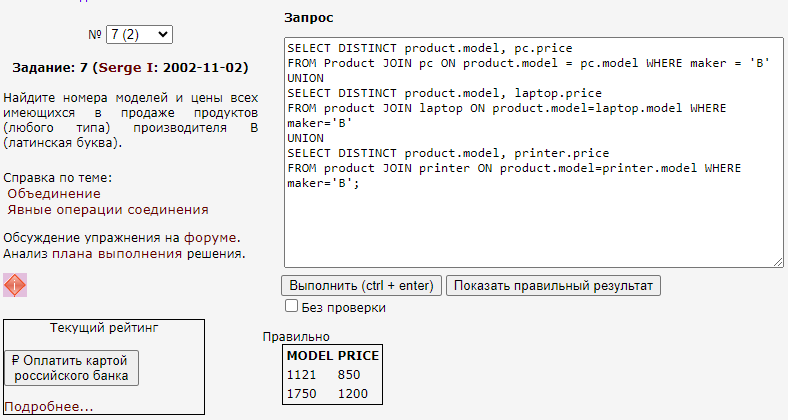 № 7 (2)
Задание: 7 (Serge I: 2002-11-02)
Найдите номера моделей и цены всех
имеющихся в продаже продуктов
(любого типа) производителя B
(латинская буква).
Справка по теме:
Объединение
Явные операции соединения
Обсуждение упражнения на форуме.
Анализ плана выполнения решения.
Текущий рейтинг
₽ Оплатить картой
российского банка
Подробнее...
Запрос
SELECT DISTINCT product.model, pc.price
FROM Product JOIN pc ON product.model = pc.model WHERE maker = 'B'
UNION
SELECT DISTINCT product.model, laptop.price
FROM product JOIN laptop ON product.model=laptop.model WHERE
maker='B'
UNION
SELECT DISTINCT product.model, printer.price
FROM product JOIN printer ON product.model=printer.model WHERE
maker='B';
Выполнить (ctrl + enter) Показать правильный результат
Без проверки
Правильно
MODEL PRICE
1121 850
1750 1200